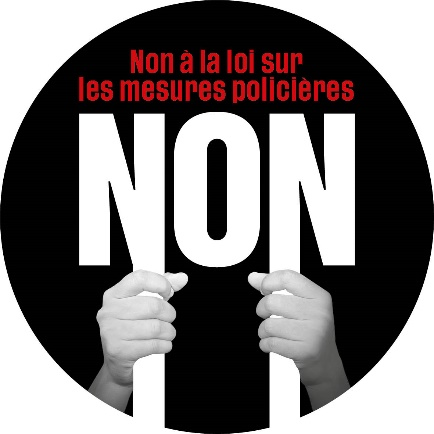 Non à la loi sur
les mesures policières
NON